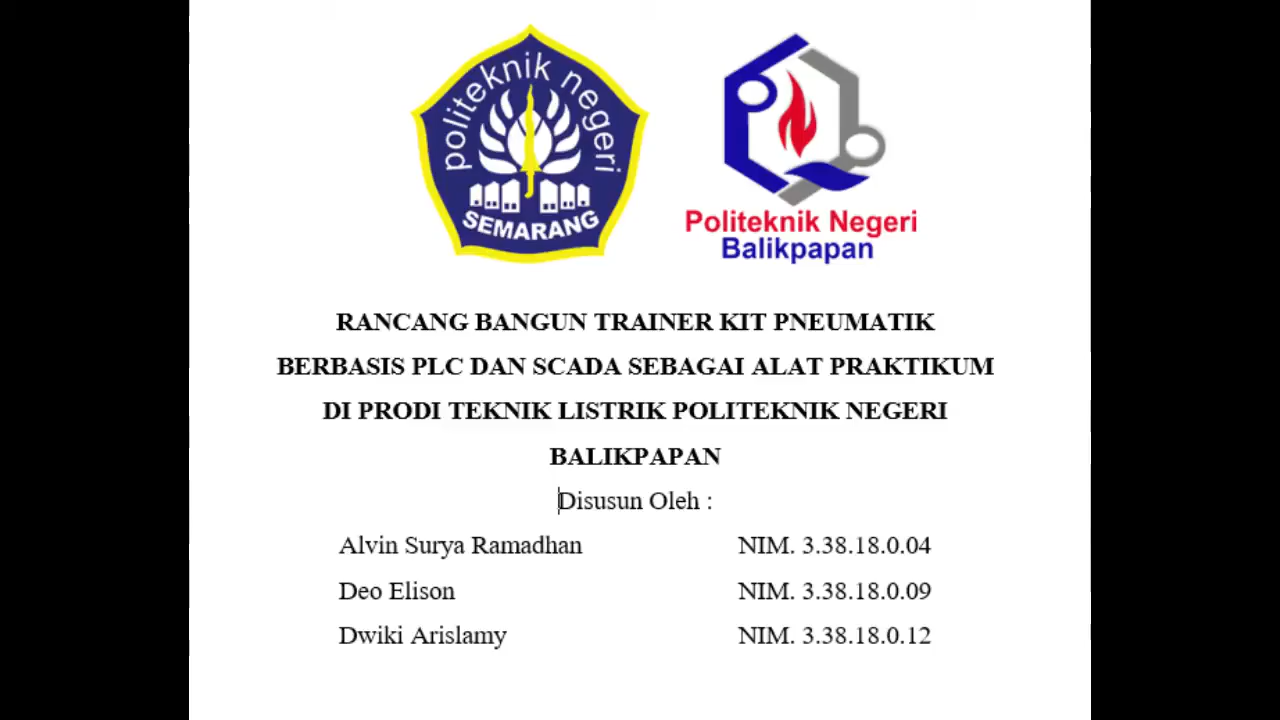 politeknik negeri
SEMARANG
Politeknik Negeri
Balikpapan
RANCANG BANGUN TRAINER KIT PNEUMATIK
BERBASIS PLC DAN SCADA SEBAGAI ALAT PRAKTIKUM
DI PRODI TEKNIK LISTRIK POLITEKNIK NEGERI
BALIKPAPAN
Disusun Oleh :
Alvin Surya Ramadhan NIM. 3.38.18.0.04
Deo Elison NIM. 3.38.18.0.09
Dwiki Arislamy NIM. 3.38.18.0.12